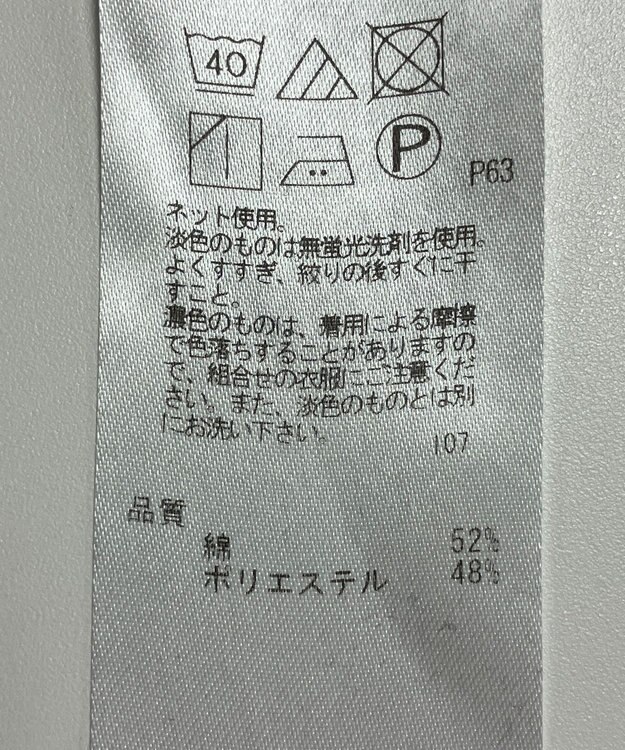 40
P
P63
ネット使用。
淡色のものは無蛍光洗剤を使用。
よくすすぎ、絞りの後すぐに干
すこと。
濃色のものは、着用による摩擦
で色落ちすることがありますの
で、組合せの衣服にご注意くだ
さい。また、淡色のものとは別
にお洗い下さい。
107
品質
綿 52%
ポリエステル 48%